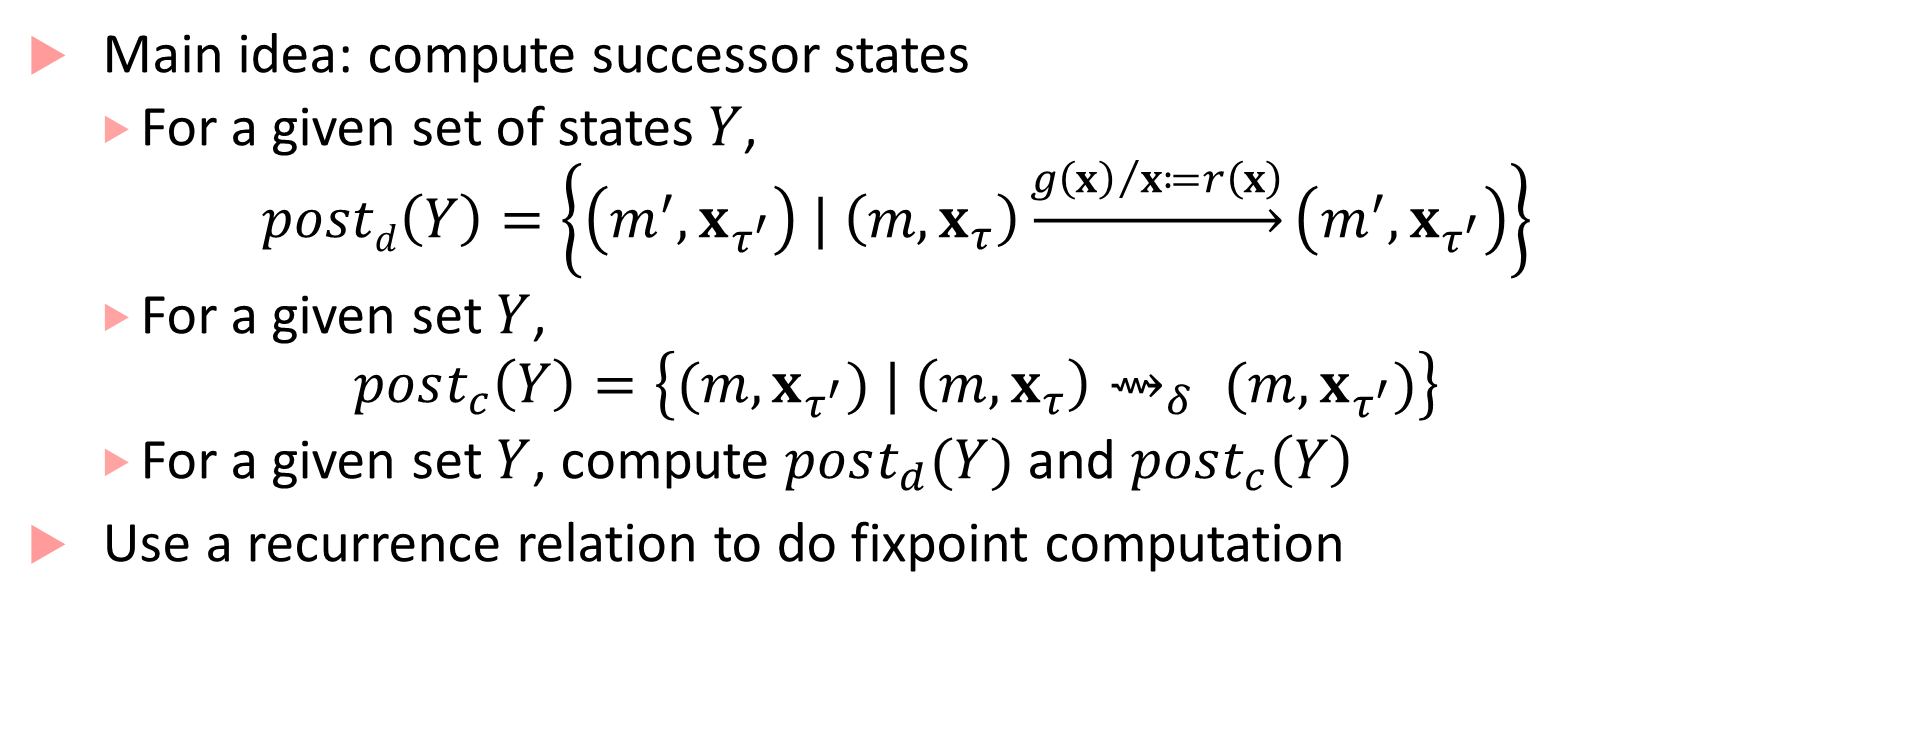 Main idea: compute successor states
For a given set of states Y,
post_d(Y) = {(m′, 𝐱_τ′) | (m, 𝐱_τ) —g(𝐱)/𝐱:=r(𝐱)→ (m′, 𝐱_τ′)}
For a given set Y,
post_c(Y) = {(m, 𝐱_τ′) | (m, 𝐱_τ) ⇝_δ (m, 𝐱_τ′)}
For a given set Y, compute post_d(Y) and post_c(Y)
Use a recurrence relation to do fixpoint computation